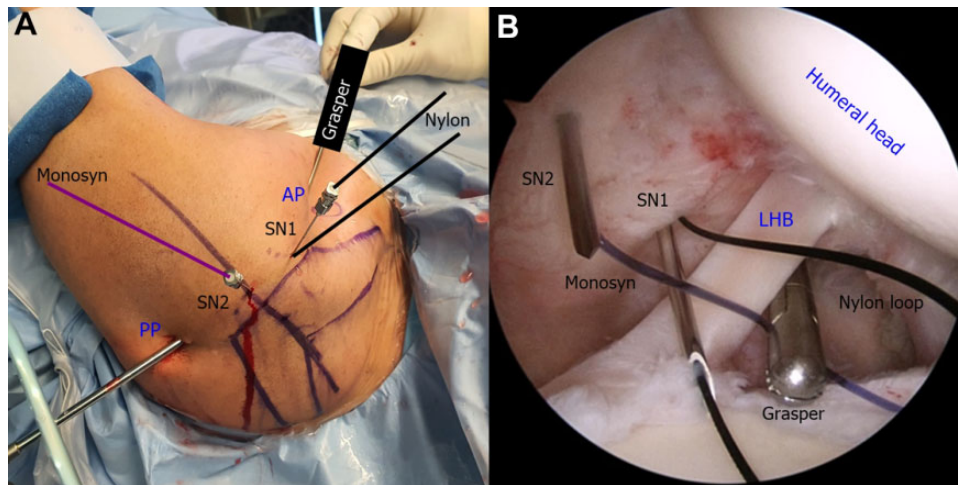 A
Grasper
Nylon
Monosyn
AP
SN1
SN2
PP
B
Humeral head
SN2
SN1
LHB
Monosyn
Nylon loop
Grasper